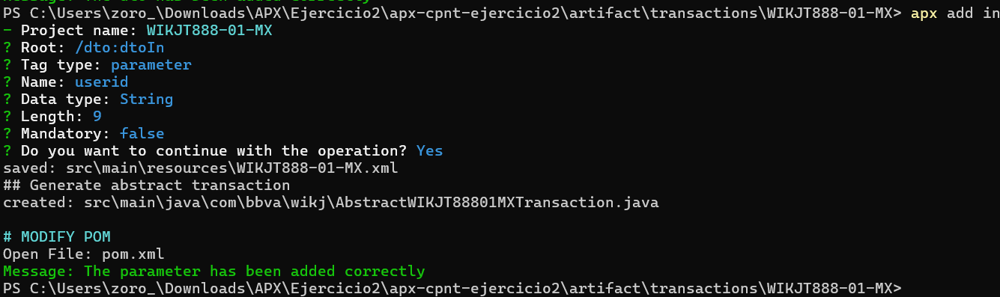 PS C:\Users\zoro_\Downloads\APX\Ejercicio2\apx-cpnt-ejercicio2\artifact\transactions\WIKJT888-01-MX> apx add in
- Project name: WIKJT888-01-MX
? Root: /dto:dtoIn
? Tag type: parameter
? Name: userid
? Data type: String
? Length: 9
? Mandatory: false
? Do you want to continue with the operation? Yes
saved: src\main\resources\WIKJT888-01-MX.xml
## Generate abstract transaction
created: src\main\java\com\bbva\wikj\AbstractWIKJT88801MXTransaction.java
# MODIFY POM
Open File: pom.xml
Message: The parameter has been added correctly
PS C:\Users\zoro_\Downloads\APX\Ejercicio2\apx-cpnt-ejercicio2\artifact\transactions\WIKJT888-01-MX>